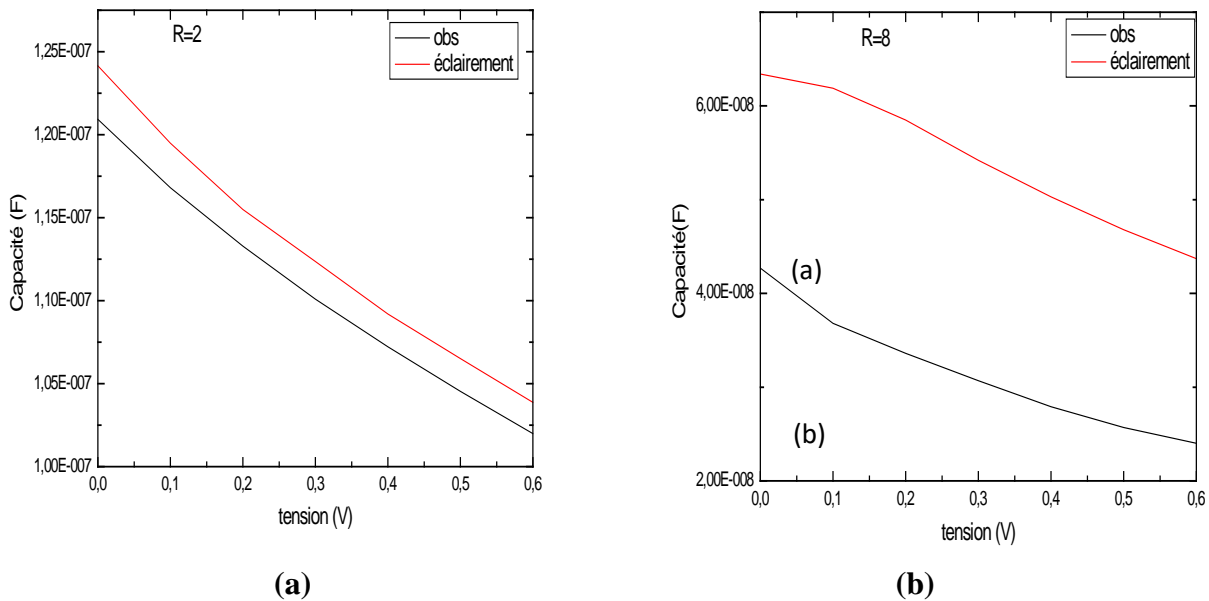 R=2
obs
éclairement
1,25E-007
1,20E-007
1,15E-007
1,10E-007
1,05E-007
1,00E-007
Capacité (F)
0,0 0,1 0,2 0,3 0,4 0,5 0,6
tension (V)
(a)
R=8
obs
éclairement
6,00E-008
4,00E-008
2,00E-008
Capacité(F)
(a)
(b)
0,0 0,1 0,2 0,3 0,4 0,5 0,6
tension (V)
(b)